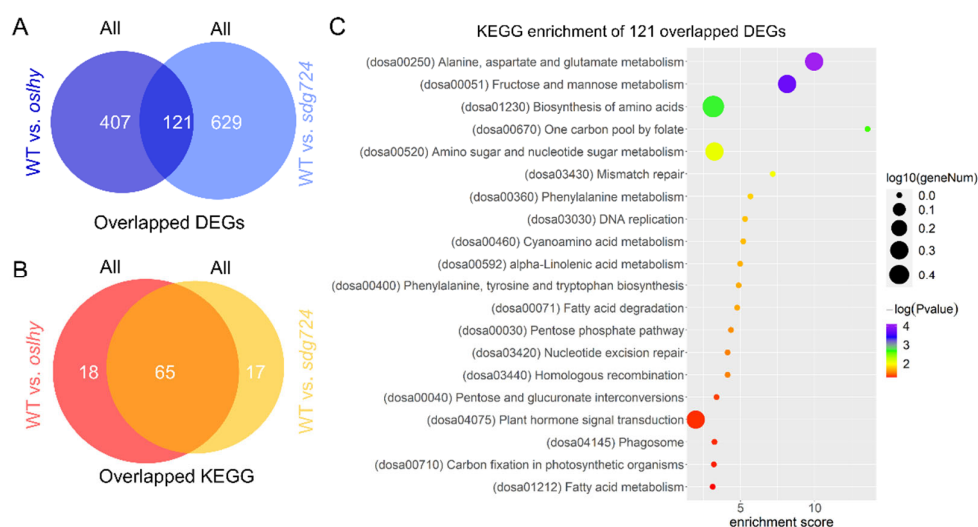 A
All
All
WT vs. oslhy
407
121
629
WT vs. sdg724
Overlapped DEGs
B
All
All
WT vs. oslhy
18
65
17
WT vs. sdg724
Overlapped KEGG
C
KEGG enrichment of 121 overlapped DEGs
(dosa00250) Alanine, aspartate and glutamate metabolism
(dosa00051) Fructose and mannose metabolism
(dosa01230) Biosynthesis of amino acids
(dosa00670) One carbon pool by folate
(dosa00520) Amino sugar and nucleotide sugar metabolism
(dosa03430) Mismatch repair
(dosa00360) Phenylalanine metabolism
(dosa03030) DNA replication
(dosa00460) Cyanoamino acid metabolism
(dosa00592) alpha-Linolenic acid metabolism
(dosa00400) Phenylalanine, tyrosine and tryptophan biosynthesis
(dosa00071) Fatty acid degradation
(dosa00030) Pentose phosphate pathway
(dosa03420) Nucleotide excision repair
(dosa03440) Homologous recombination
(dosa00040) Pentose and glucuronate interconversions
(dosa04075) Plant hormone signal transduction
(dosa04145) Phagosome
(dosa00710) Carbon fixation in photosynthetic organisms
(dosa01212) Fatty acid metabolism
5
10
enrichment score
log10(geneNum)
0.0
0.1
0.2
0.3
0.4
−log(Pvalue)
4
3
2